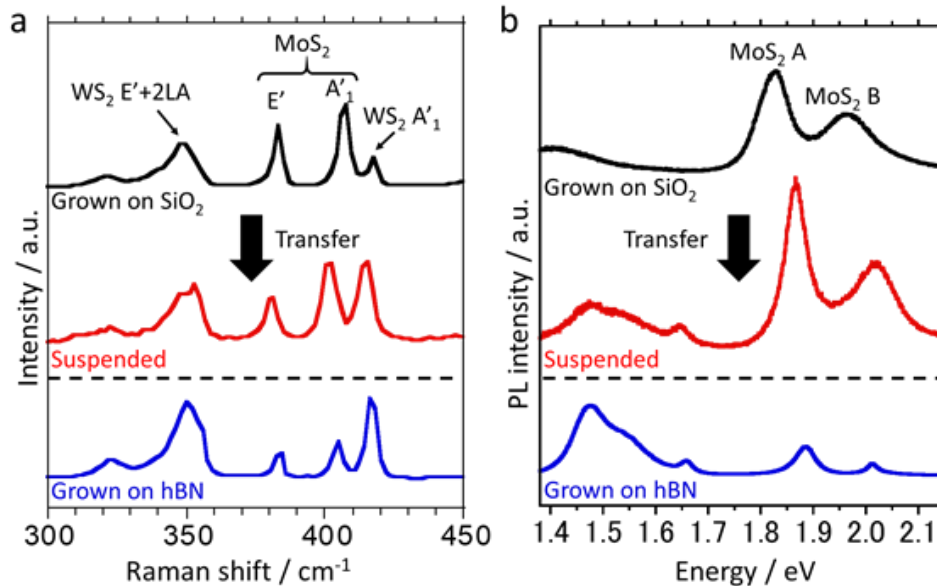 a
MoS₂
WS₂ E'+2LA
E'
A'₁
WS₂ A'₁
Grown on SiO₂
Transfer
Suspended
Grown on hBN
Intensity / a.u.
300
350
400
450
Raman shift / cm⁻¹
b
MoS₂ A
MoS₂ B
Grown on SiO₂
Transfer
Suspended
Grown on hBN
PL intensity / a.u.
1.4
1.5
1.6
1.7
1.8
1.9
2.0
2.1
Energy / eV